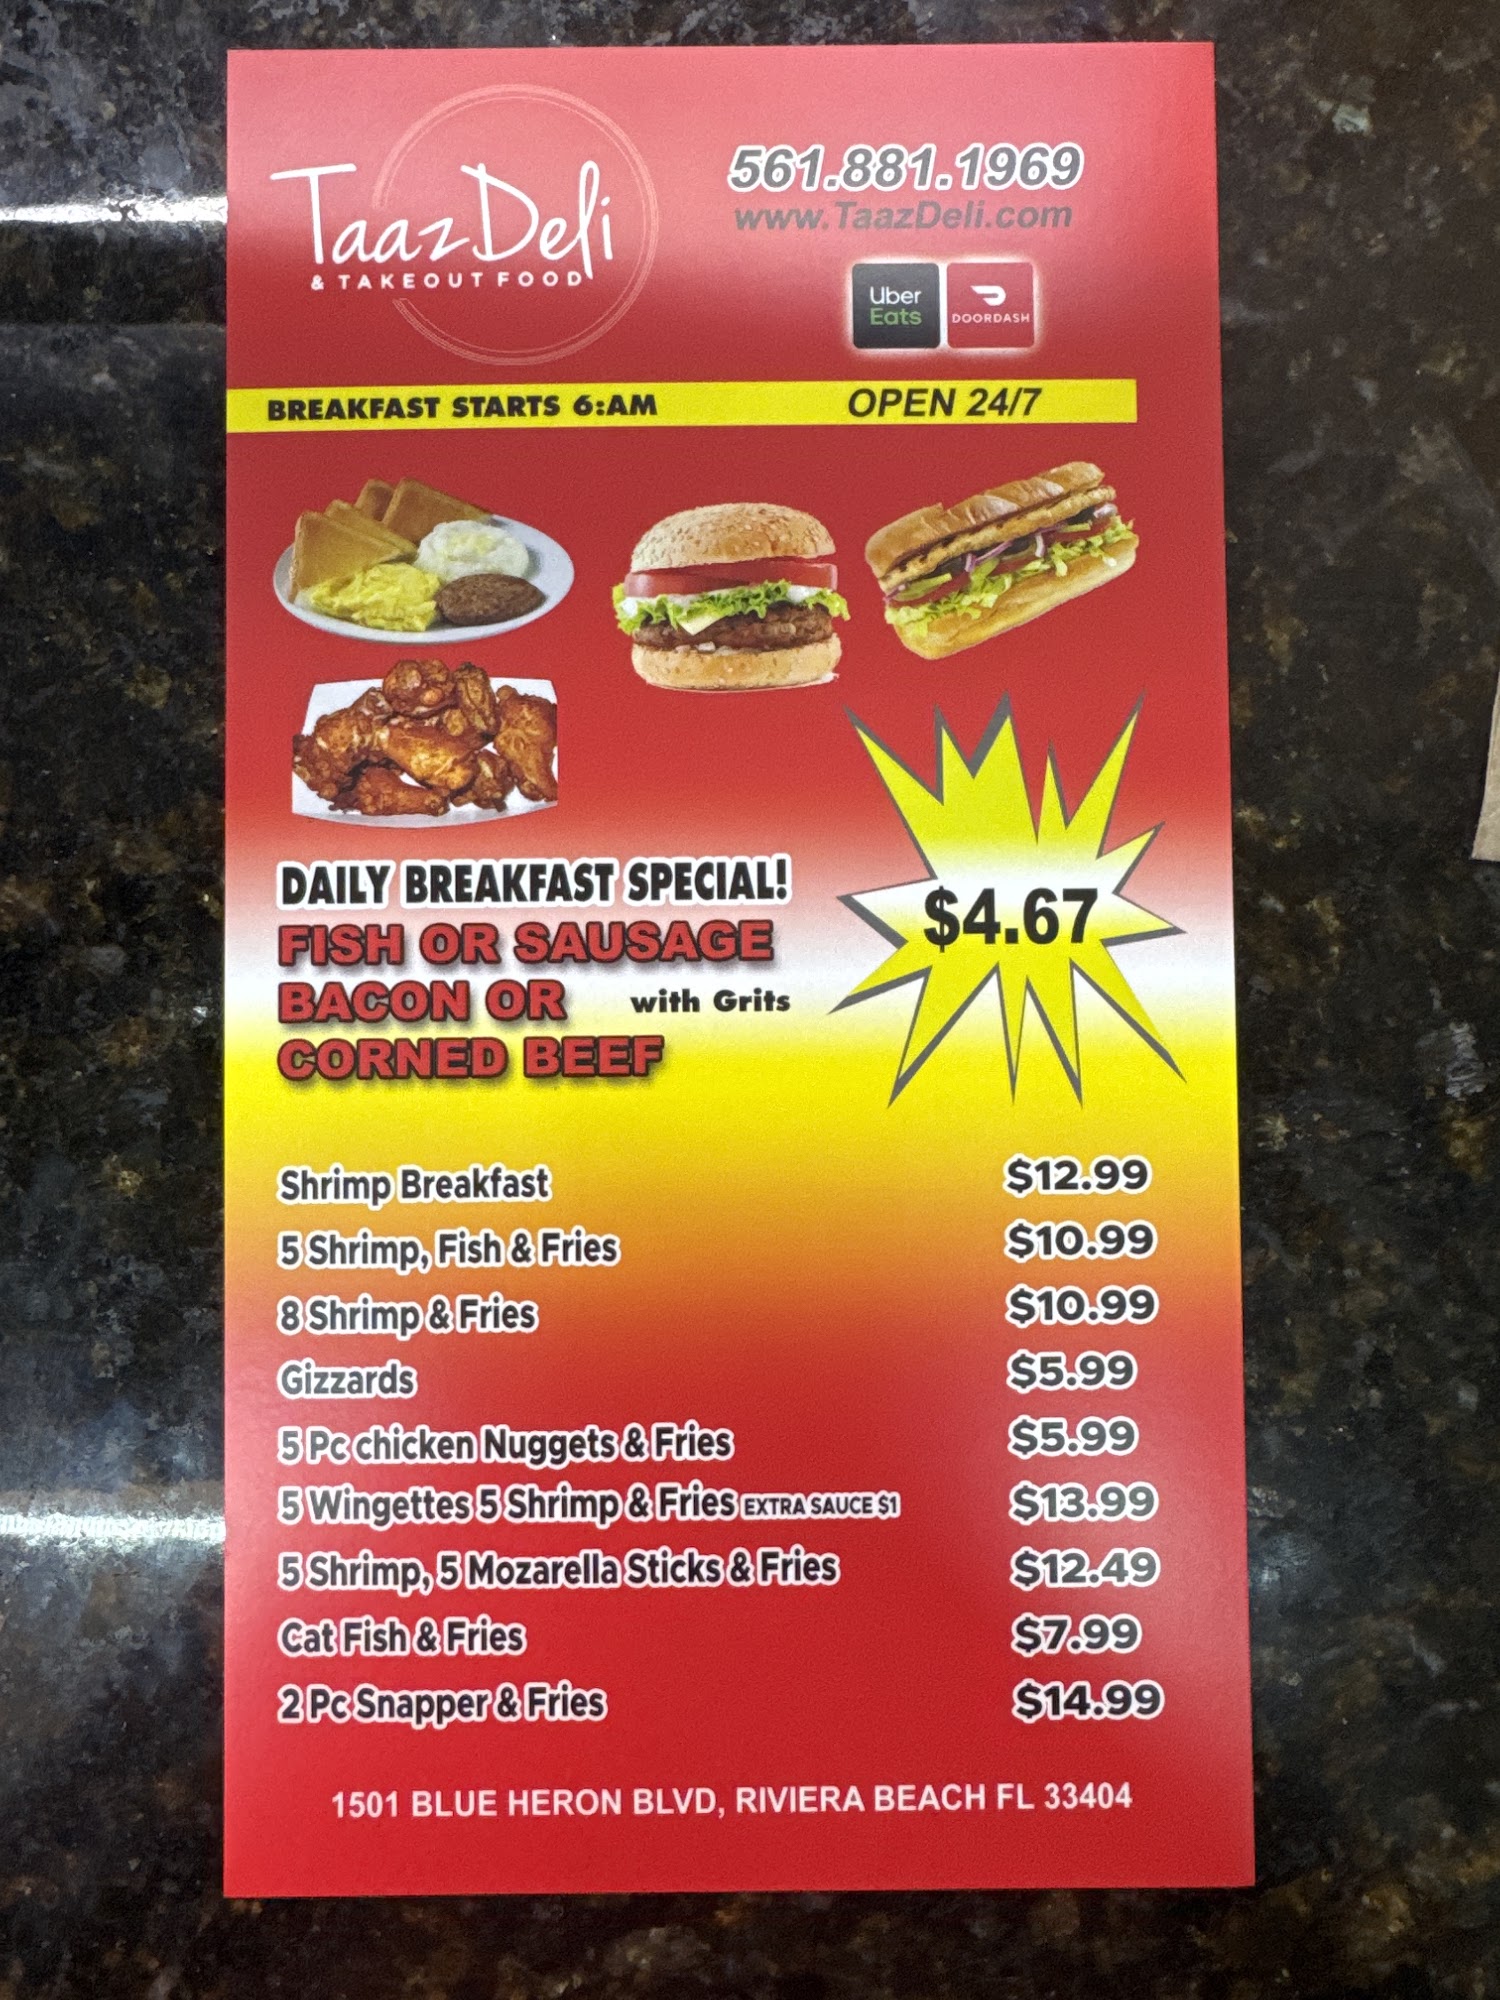 Taaz Deli
& TAKEOUT FOOD
561.881.1969
www.TaazDeli.com
Uber
Eats
DOORDASH
BREAKFAST STARTS 6:AM
OPEN 24/7
DAILY BREAKFAST SPECIAL!
FISH OR SAUSAGE
BACON OR with Grits
CORNED BEEF
$4.67
Shrimp Breakfast $12.99
5 Shrimp, Fish & Fries $10.99
8 Shrimp & Fries $10.99
Gizzards $5.99
5 Pc chicken Nuggets & Fries $5.99
5 Wingettes 5 Shrimp & Fries EXTRA SAUCE $1 $13.99
5 Shrimp, 5 Mozarella Sticks & Fries $12.49
Cat Fish & Fries $7.99
2 Pc Snapper & Fries $14.99
1501 BLUE HERON BLVD, RIVIERA BEACH FL 33404